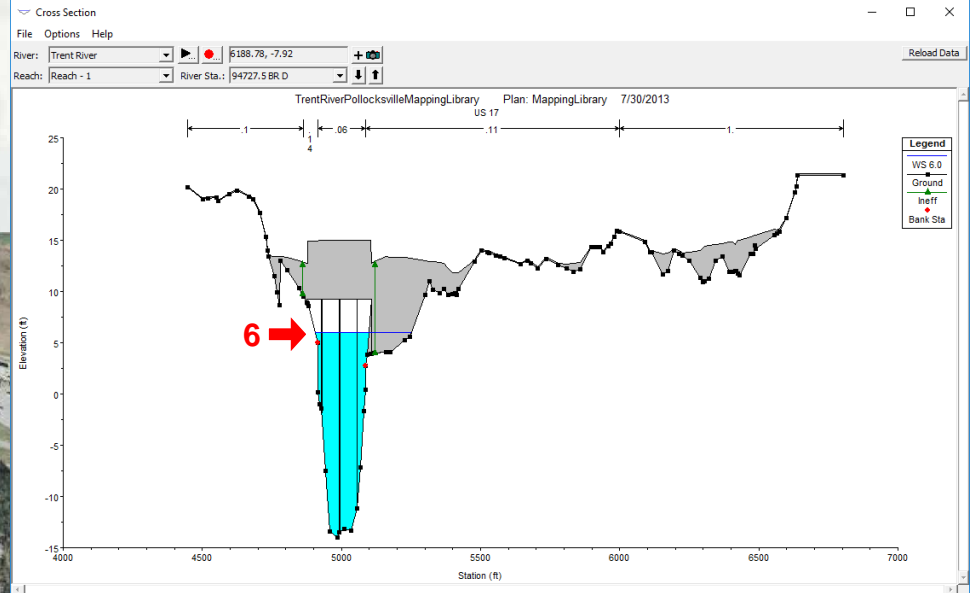 Cross Section
File Options Help
River: Trent River 6188.78, -7.92 Reload Data
Reach: Reach - 1 River Sta.: 94727.5 BR D
TrentRiverPollocksvilleMappingLibrary Plan: MappingLibrary 7/30/2013
US 17
.1 .14 .06 .11 1.
Legend
WS 6.0
Ground
Ineff
Bank Sta
25
20
15
10
5
0
-5
-10
-15
Elevation (ft)
6
4000 4500 5000 5500 6000 6500 7000
Station (ft)